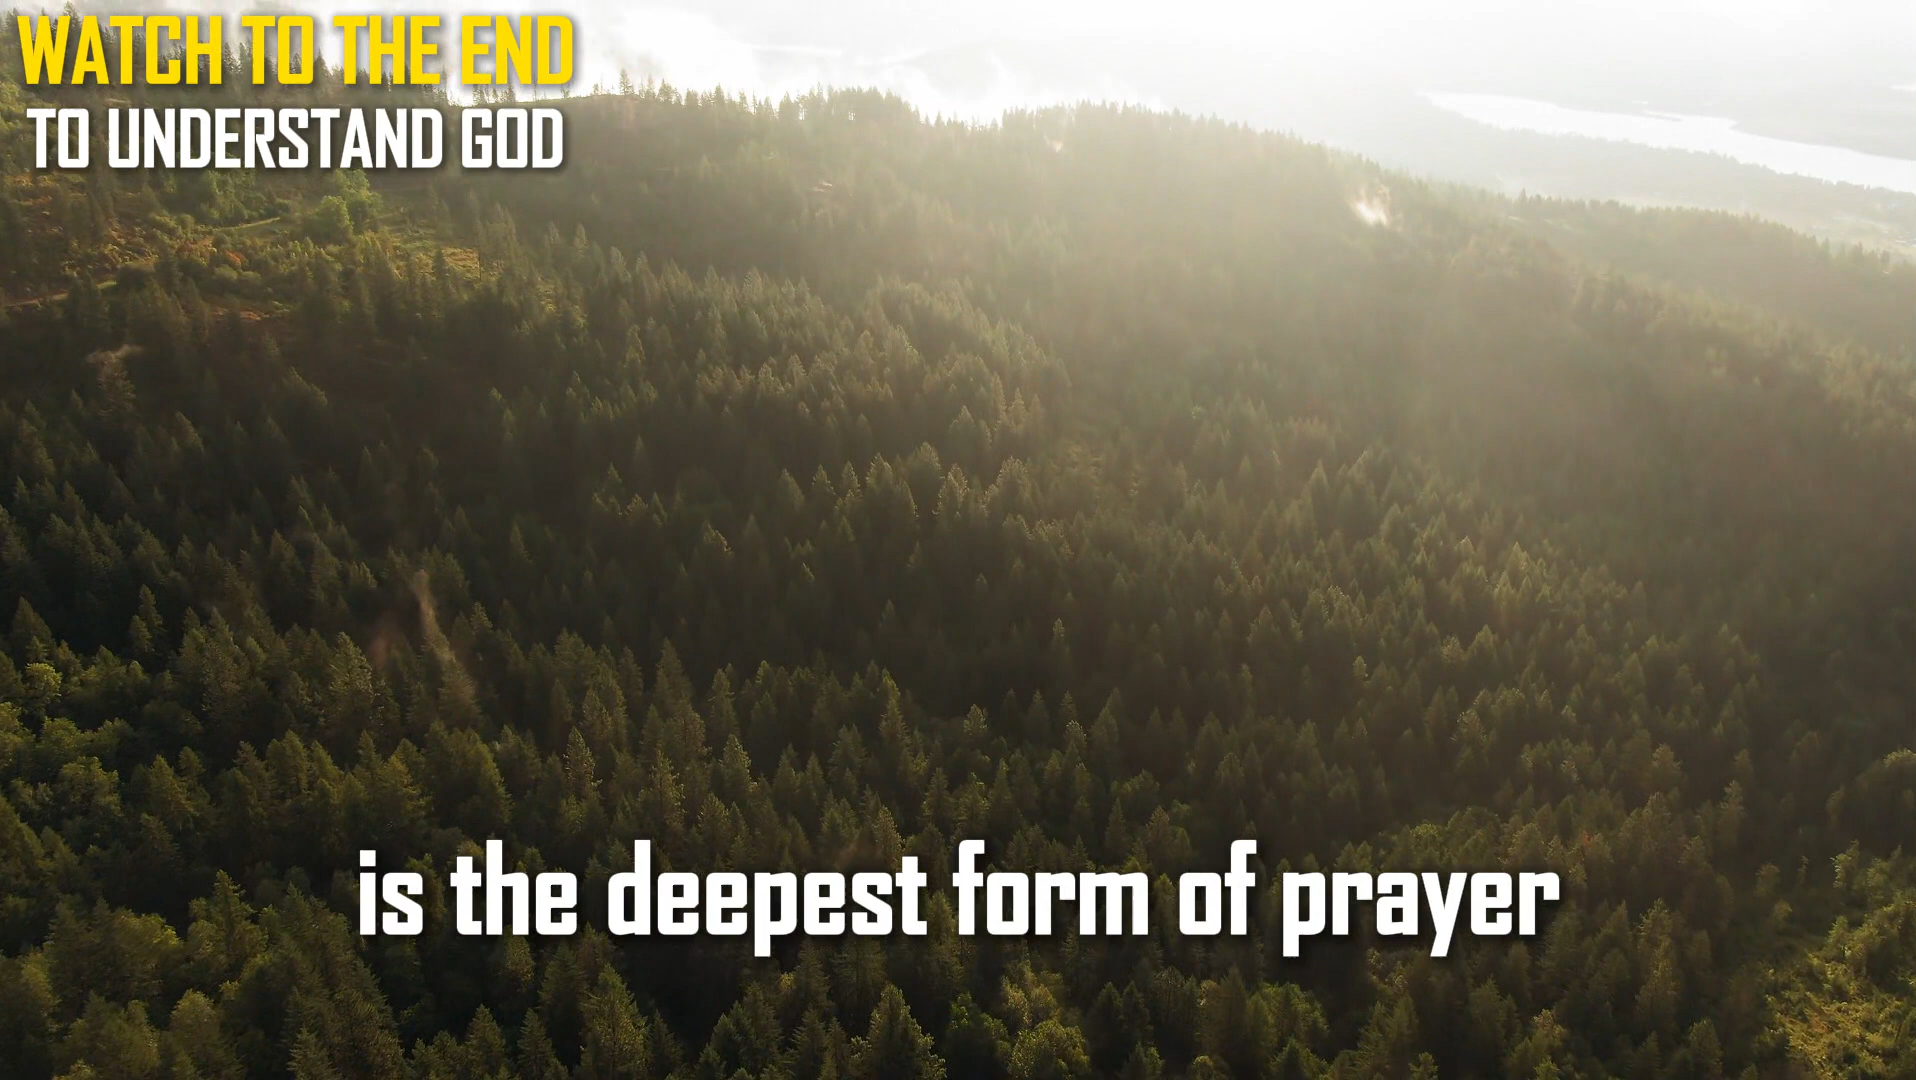 WATCH TO THE END
TO UNDERSTAND GOD
is the deepest form of prayer